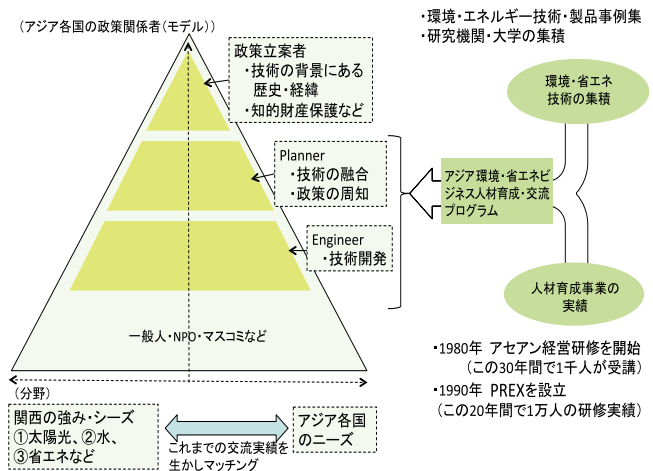 (アジア各国の政策関係者(モデル))
政策立案者
・技術の背景にある
歴史・経緯
・知的財産保護など
Planner
・技術の融合
・政策の周知
Engineer
・技術開発
一般人・NPO・マスコミなど
(分野)
関西の強み・シーズ
①太陽光、②水、
③省エネなど
これまでの交流実績を
生かしマッチング
アジア各国
のニーズ
・環境・エネルギー技術・製品事例集
・研究機関・大学の集積
環境・省エネ
技術の集積
アジア環境・省エネビ
ジネス人材育成・交流
プログラム
人材育成事業の
実績
・1980年 アセアン経営研修を開始
(この30年間で1千人が受講)
・1990年 PREXを設立
(この20年間で1万人の研修実績)